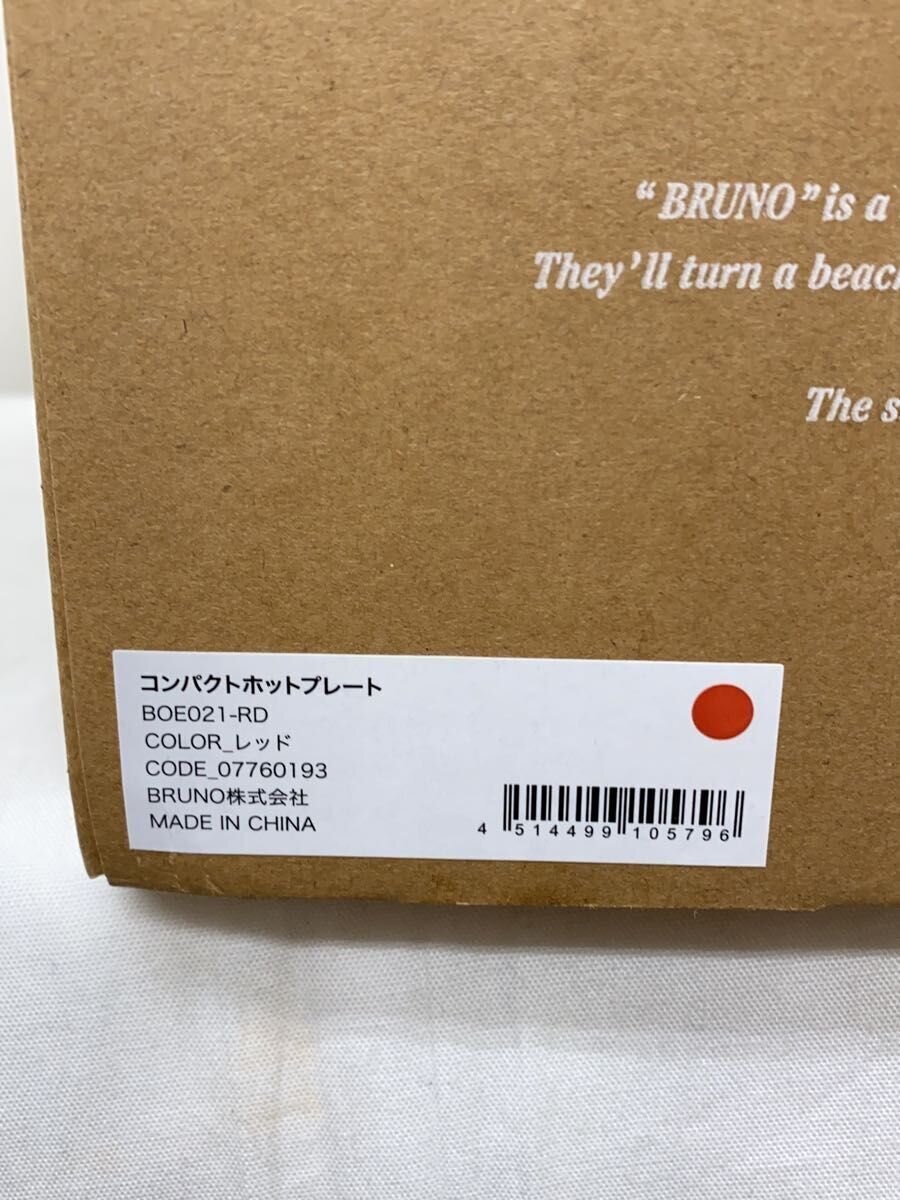 “BRUNO” is a
They’ll turn a beac
The s
コンパクトホットプレート
BOE021-RD
COLOR_レッド
CODE_07760193
BRUNO株式会社
MADE IN CHINA
4 514499 105796